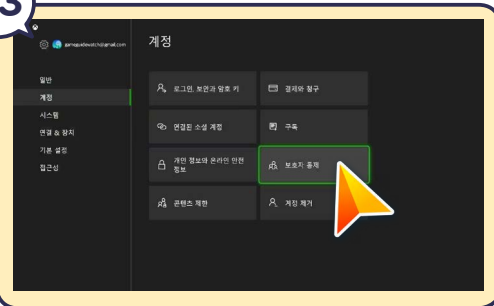 3
gameguidewatch@gmail.com
계정
일반
계정
시스템
연결 & 장치
기본 설정
접근성
로그인, 보안과 암호 키
결제와 청구
연결된 소셜 계정
구독
개인 정보와 온라인 안전
정보
보호자 통제
콘텐츠 제한
계정 제거